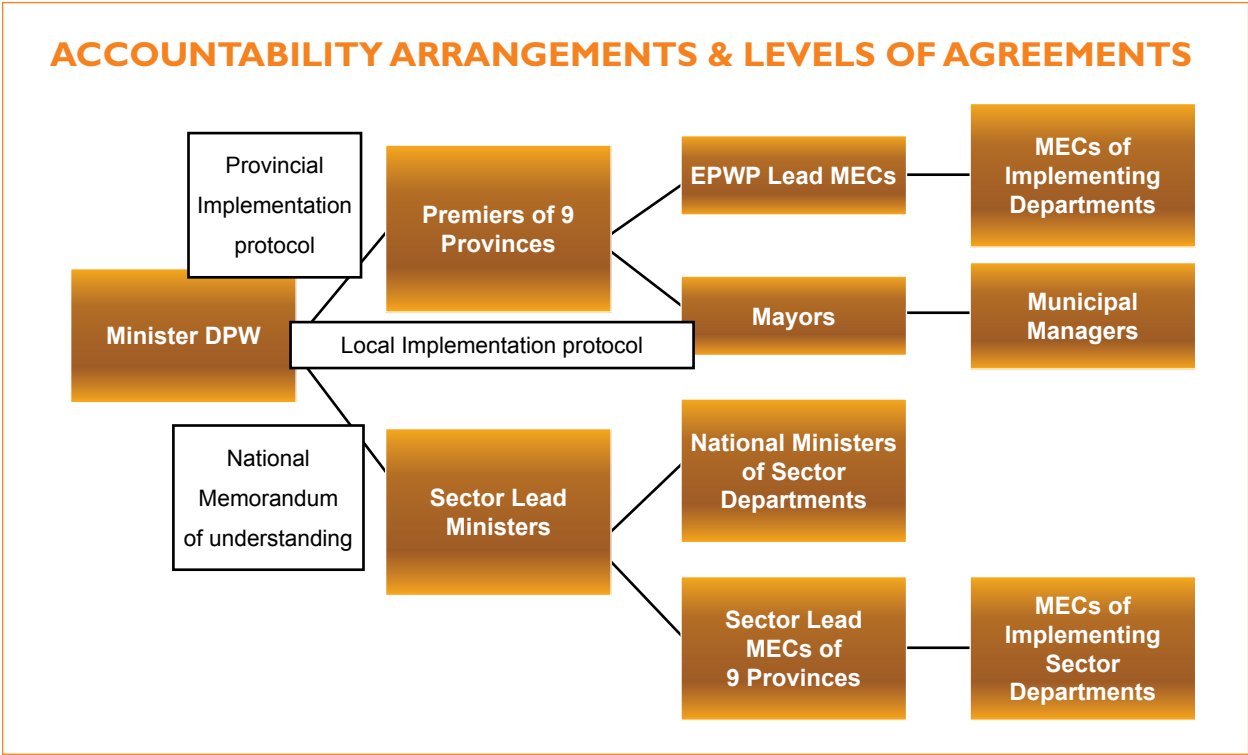 ACCOUNTABILITY ARRANGEMENTS & LEVELS OF AGREEMENTS
Provincial
Implementation
protocol
Minister DPW
Local Implementation protocol
National
Memorandum
of understanding
Premiers of 9
Provinces
Sector Lead
Ministers
EPWP Lead MECs
Mayors
National Ministers
of Sector
Departments
Sector Lead
MECs of
9 Provinces
MECs of
Implementing
Departments
Municipal
Managers
MECs of
Implementing
Sector
Departments